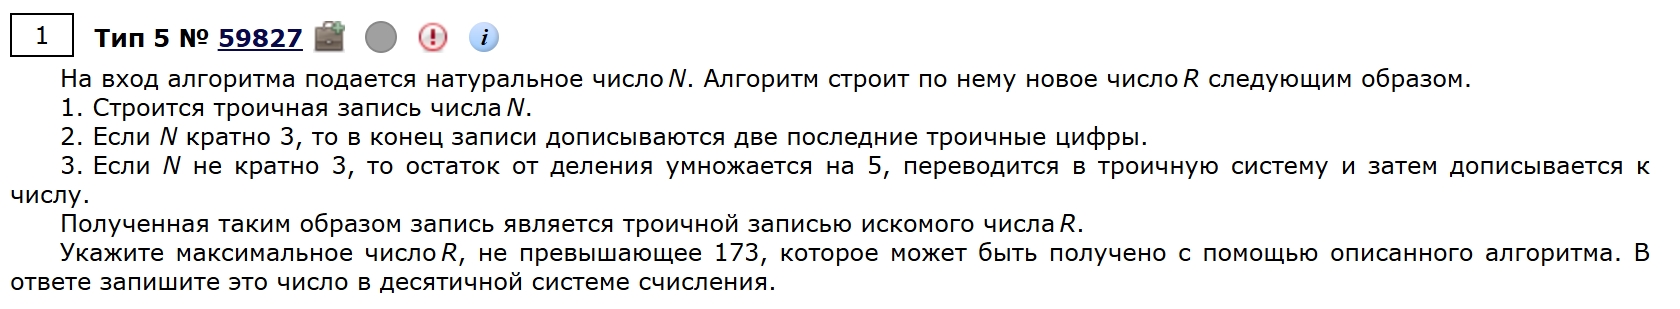 1 Тип 5 № 59827
На вход алгоритма подается натуральное число N. Алгоритм строит по нему новое число R следующим образом.
1. Строится троичная запись числа N.
2. Если N кратно 3, то в конец записи дописываются две последние троичные цифры.
3. Если N не кратно 3, то остаток от деления умножается на 5, переводится в троичную систему и затем дописывается к
числу.
Полученная таким образом запись является троичной записью искомого числа R.
Укажите максимальное число R, не превышающее 173, которое может быть получено с помощью описанного алгоритма. В
ответе запишите это число в десятичной системе счисления.